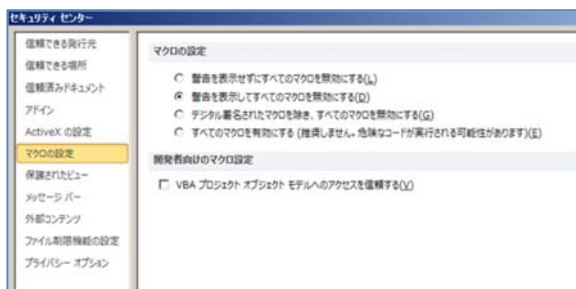 セキュリティ センター
信頼できる発行元
信頼できる場所
信頼済みドキュメント
アドイン
ActiveX の設定
マクロの設定
保護されたビュー
メッセージ バー
外部コンテンツ
ファイル制限機能の設定
プライバシー オプション
マクロの設定
警告を表示せずにすべてのマクロを無効にする(L)
警告を表示してすべてのマクロを無効にする(D)
デジタル署名されたマクロを除き、すべてのマクロを無効にする(G)
すべてのマクロを有効にする (推奨しません。危険なコードが実行される可能性があります)(E)
開発者向けのマクロ設定
VBA プロジェクト オブジェクト モデルへのアクセスを信頼する(V)